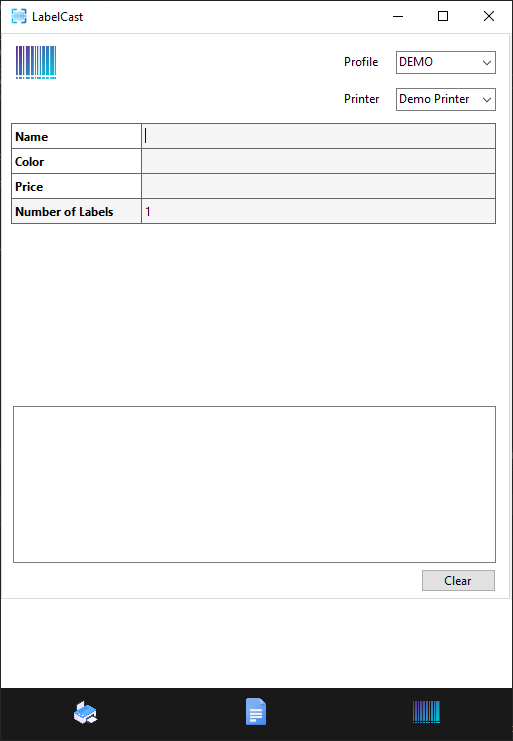 LabelCast
Profile DEMO
Printer Demo Printer
Name
Color
Price
Number of Labels 1
Clear